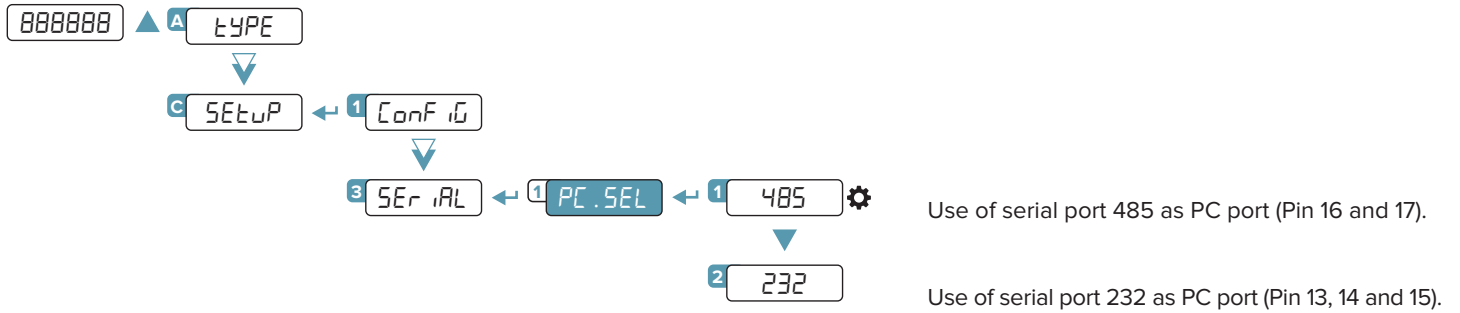 888888 A tYPE
C SEtuP 1 ConFiG
3 SEriAL 1 PC.SEL 1 485 Use of serial port 485 as PC port (Pin 16 and 17).
2 232 Use of serial port 232 as PC port (Pin 13, 14 and 15).